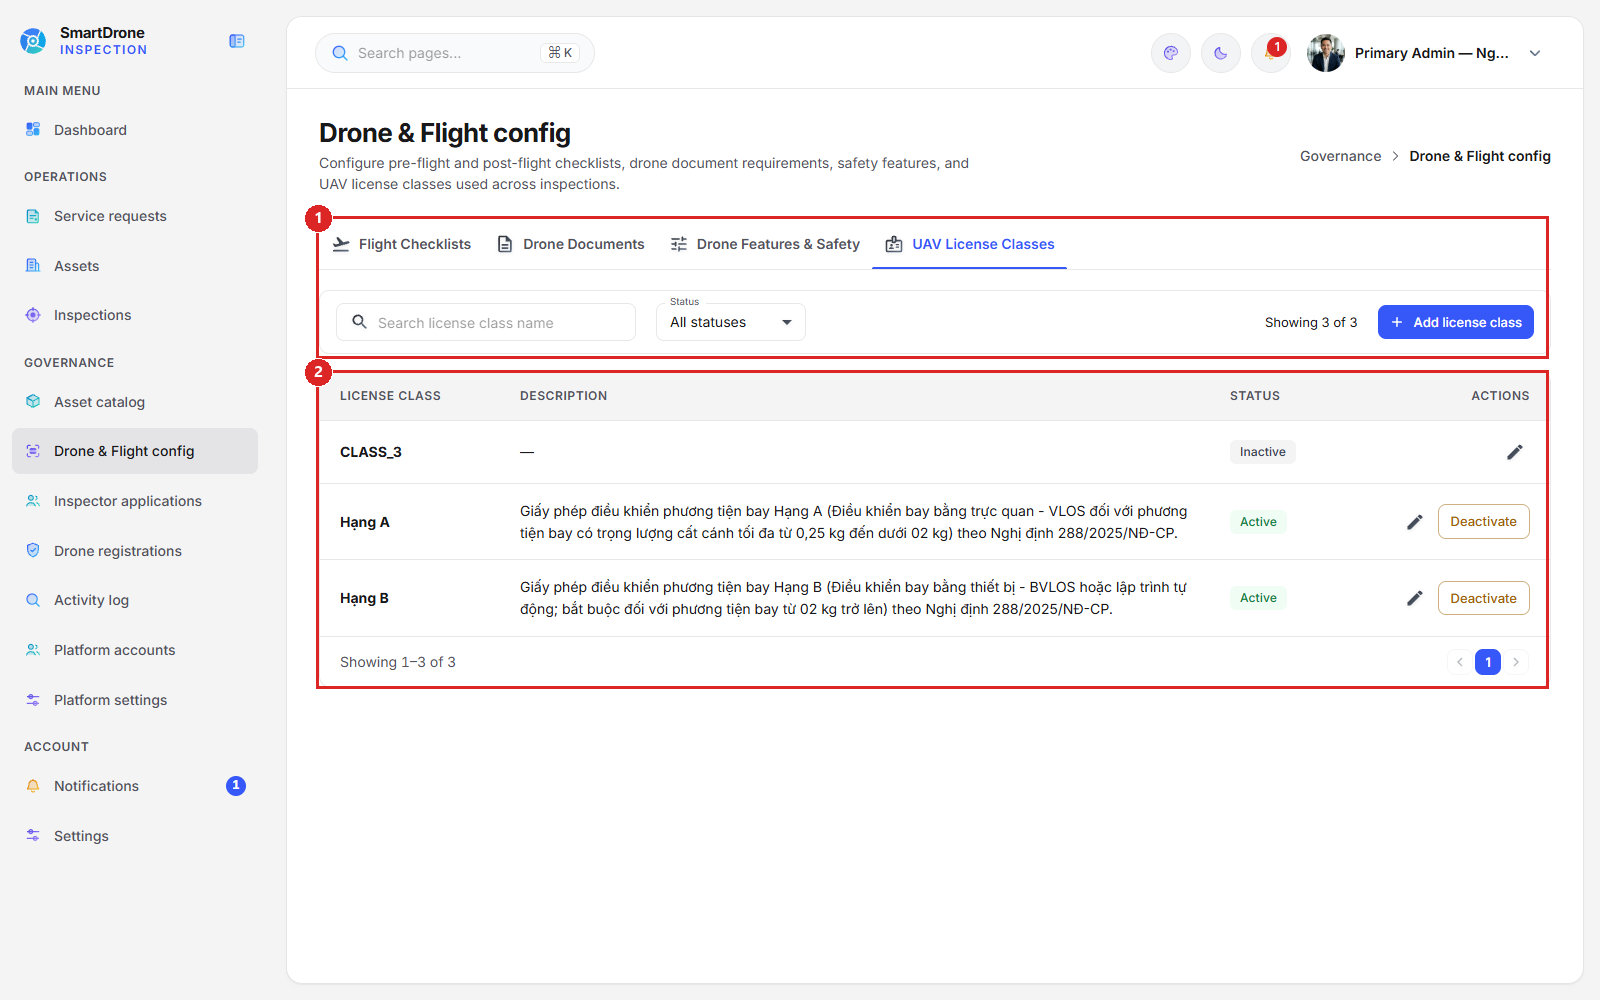 SmartDrone
INSPECTION
MAIN MENU
Dashboard
OPERATIONS
Service requests
Assets
Inspections
GOVERNANCE
Asset catalog
Drone & Flight config
Inspector applications
Drone registrations
Activity log
Platform accounts
Platform settings
ACCOUNT
Notifications 1
Settings
Search pages... ⌘ K
1
Primary Admin — Ng...
Drone & Flight config
Configure pre-flight and post-flight checklists, drone document requirements, safety features, and
UAV license classes used across inspections.
Governance > Drone & Flight config
1
Flight Checklists Drone Documents Drone Features & Safety UAV License Classes
Search license class name
Status
All statuses
Showing 3 of 3
+ Add license class
2
LICENSE CLASS DESCRIPTION STATUS ACTIONS
CLASS_3 — Inactive
Hạng A
Giấy phép điều khiển phương tiện bay Hạng A (Điều khiển bay bằng trực quan - VLOS đối với phương
tiện bay có trọng lượng cất cánh tối đa từ 0,25 kg đến dưới 02 kg) theo Nghị định 288/2025/NĐ-CP.
Active Deactivate
Hạng B
Giấy phép điều khiển phương tiện bay Hạng B (Điều khiển bay bằng thiết bị - BVLOS hoặc lập trình tự
động; bắt buộc đối với phương tiện bay từ 02 kg trở lên) theo Nghị định 288/2025/NĐ-CP.
Active Deactivate
Showing 1–3 of 3
1